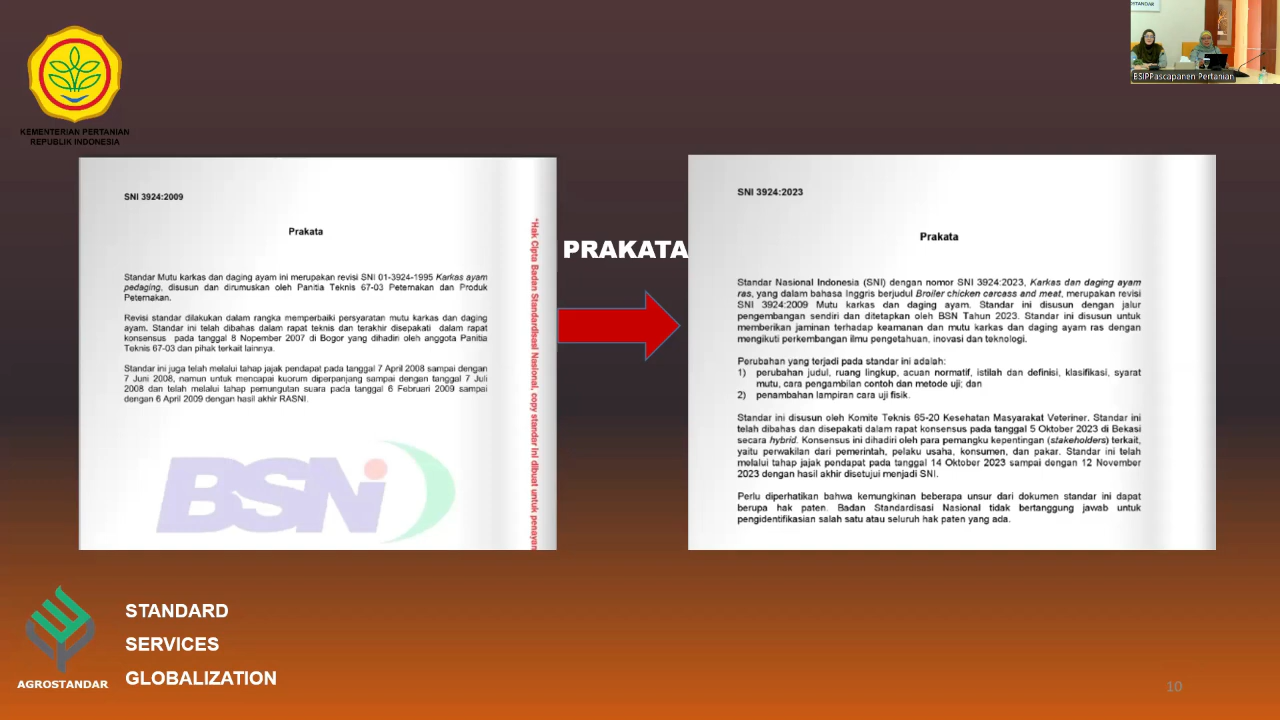 STANDAR
BSIPPascapanen Pertanian
KEMENTERIAN PERTANIAN
REPUBLIK INDONESIA
SNI 3924:2009
Prakata
Standar Mutu karkas dan daging ayam ini merupakan revisi SNI 01-3924-1995 Karkas ayam
pedaging, disusun dan dirumuskan oleh Panitia Teknis 67-03 Peternakan dan Produk
Peternakan.
Revisi standar dilakukan dalam rangka memperbaiki persyaratan mutu karkas dan daging
ayam. Standar ini telah dibahas dalam rapat teknis dan terakhir disepakati dalam rapat
konsensus pada tanggal 8 Nopember 2007 di Bogor yang dihadiri oleh anggota Panitia
Teknis 67-03 dan pihak terkait lainnya.
Standar ini juga telah melalui tahap jajak pendapat pada tanggal 7 April 2008 sampai dengan
7 Juni 2008, namun untuk mencapai kuorum diperpanjang sampai dengan tanggal 7 Juli
2008 dan telah melalui tahap pemungutan suara pada tanggal 6 Februari 2009 sampai
dengan 6 April 2009 dengan hasil akhir RASNI.
BSN
"Hak Cipta Badan Standardisasi Nasional, copy standar ini dibuat untuk penayan
PRAKATA
SNI 3924:2023
Prakata
Standar Nasional Indonesia (SNI) dengan nomor SNI 3924:2023, Karkas dan daging ayam
ras, yang dalam bahasa Inggris berjudul Broiler chicken carcass and meat, merupakan revisi
SNI 3924:2009 Mutu karkas dan daging ayam. Standar ini disusun dengan jalur
pengembangan sendiri dan ditetapkan oleh BSN Tahun 2023. Standar ini disusun untuk
memberikan jaminan terhadap keamanan dan mutu karkas dan daging ayam ras dengan
mengikuti perkembangan ilmu pengetahuan, inovasi dan teknologi.
Perubahan yang terjadi pada standar ini adalah:
1) perubahan judul, ruang lingkup, acuan normatif, istilah dan definisi, klasifikasi, syarat
mutu, cara pengambilan contoh dan metode uji; dan
2) penambahan lampiran cara uji fisik.
Standar ini disusun oleh Komite Teknis 65-20 Kesehatan Masyarakat Veteriner. Standar ini
telah dibahas dan disepakati dalam rapat konsensus pada tanggal 5 Oktober 2023 di Bekasi
secara hybrid. Konsensus ini dihadiri oleh para pemangku kepentingan (stakeholders) terkait,
yaitu perwakilan dari pemerintah, pelaku usaha, konsumen, dan pakar. Standar ini telah
melalui tahap jajak pendapat pada tanggal 14 Oktober 2023 sampai dengan 12 November
2023 dengan hasil akhir disetujui menjadi SNI.
Perlu diperhatikan bahwa kemungkinan beberapa unsur dari dokumen standar ini dapat
berupa hak paten. Badan Standardisasi Nasional tidak bertanggung jawab untuk
pengidentifikasian salah satu atau seluruh hak paten yang ada.
AGROSTANDAR
STANDARD
SERVICES
GLOBALIZATION
10